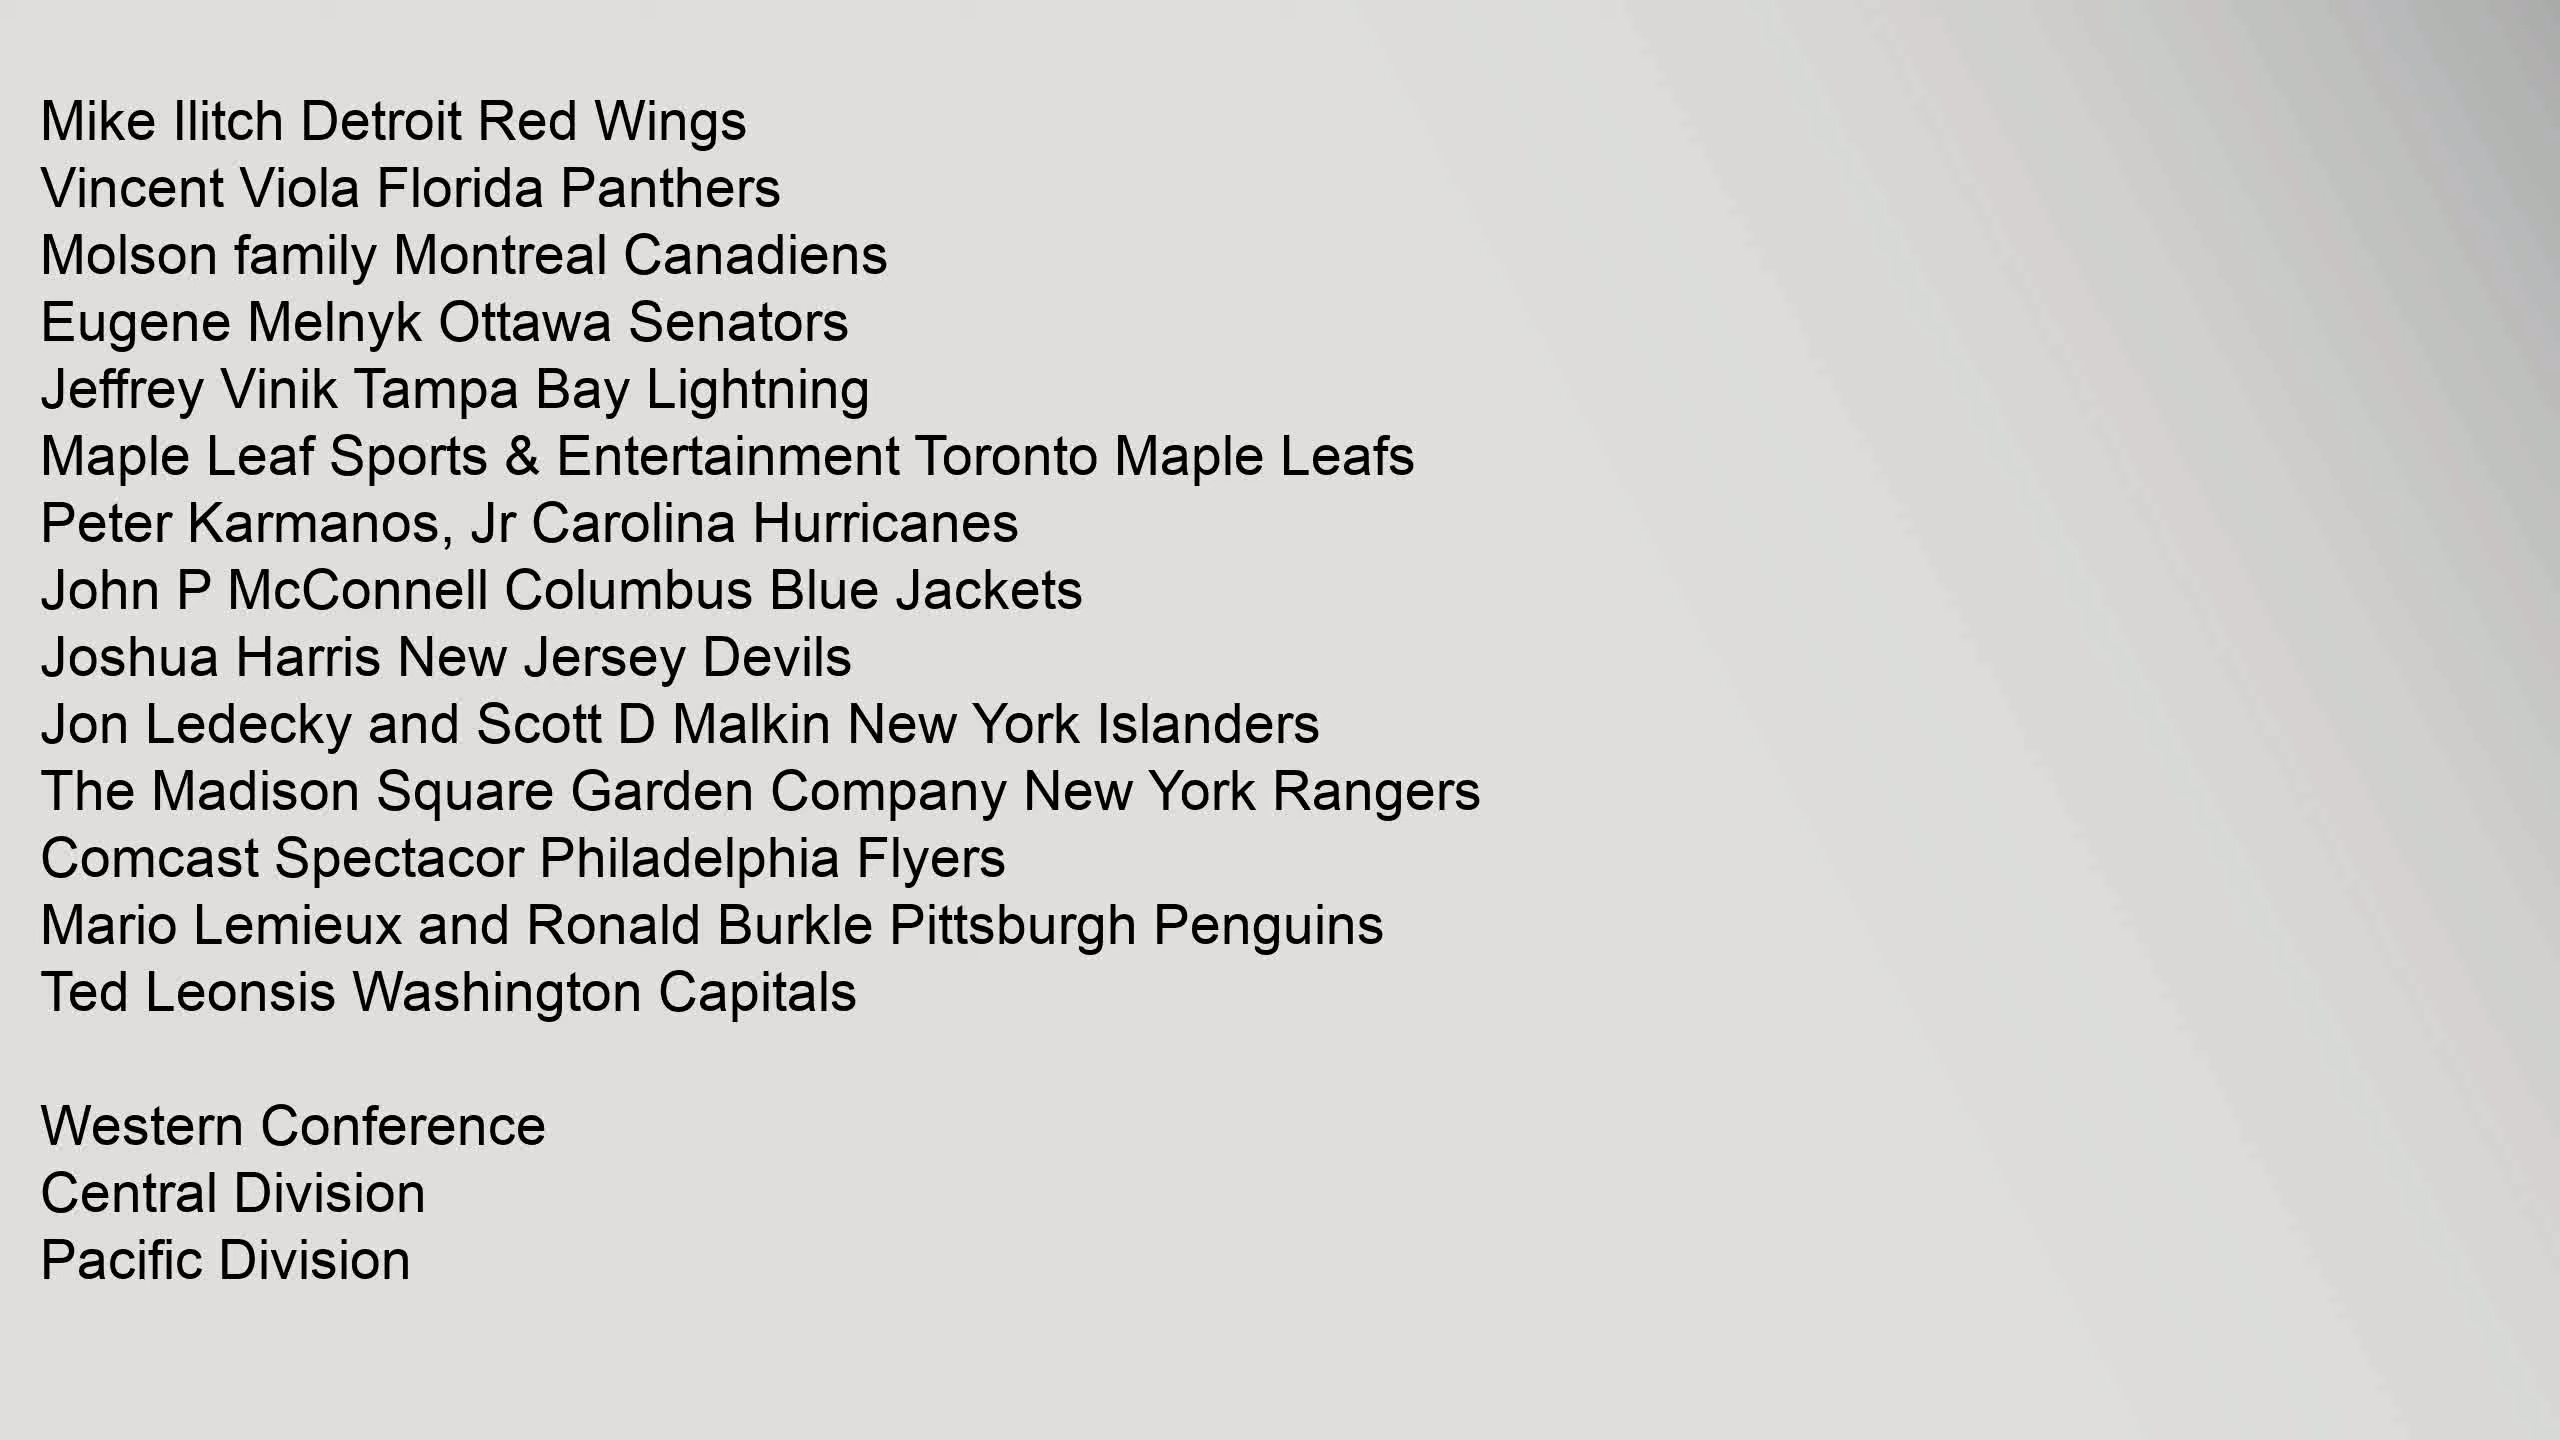 Mike Ilitch Detroit Red Wings
Vincent Viola Florida Panthers
Molson family Montreal Canadiens
Eugene Melnyk Ottawa Senators
Jeffrey Vinik Tampa Bay Lightning
Maple Leaf Sports & Entertainment Toronto Maple Leafs
Peter Karmanos, Jr Carolina Hurricanes
John P McConnell Columbus Blue Jackets
Joshua Harris New Jersey Devils
Jon Ledecky and Scott D Malkin New York Islanders
The Madison Square Garden Company New York Rangers
Comcast Spectacor Philadelphia Flyers
Mario Lemieux and Ronald Burkle Pittsburgh Penguins
Ted Leonsis Washington Capitals
Western Conference
Central Division
Pacific Division